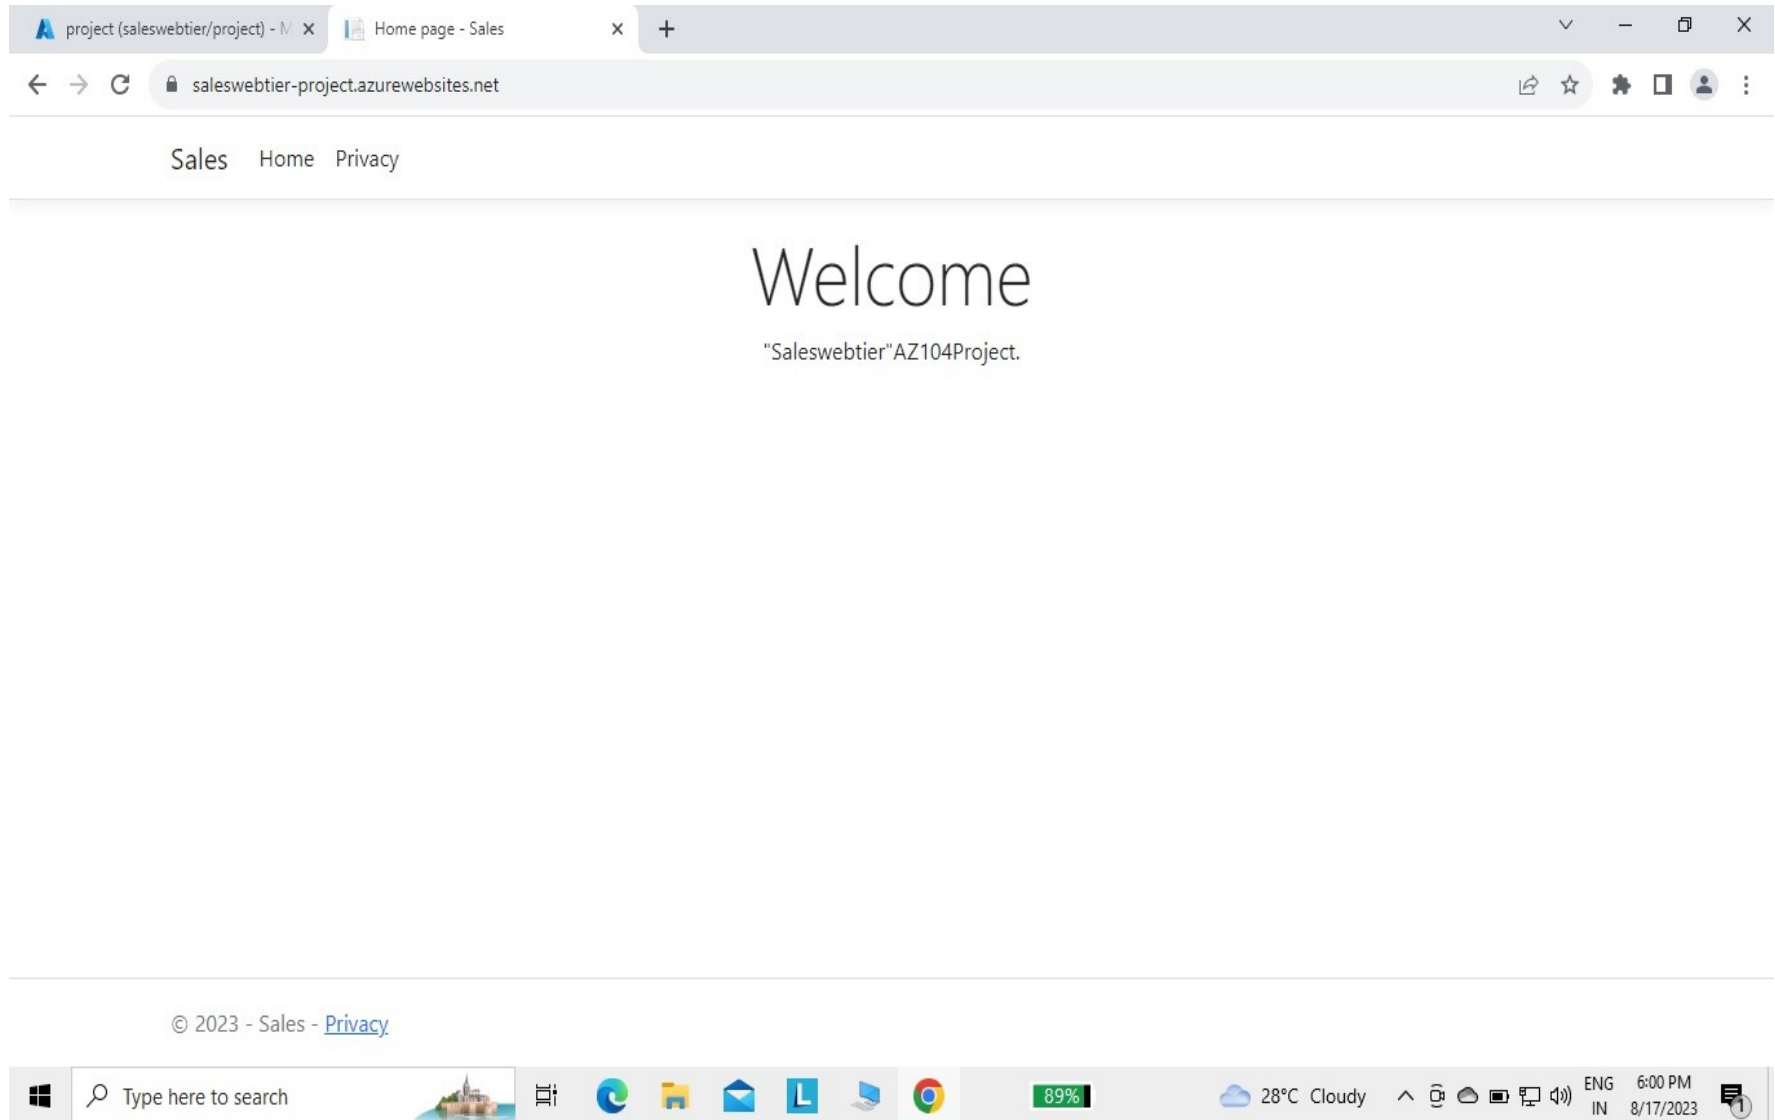 project (saleswebtier/project) - M
Home page - Sales
saleswebtier-project.azurewebsites.net
Sales Home Privacy
Welcome
"Saleswebtier"AZ104Project.
© 2023 - Sales - Privacy
Type here to search
L
89%
28°C Cloudy
ENG
IN
6:00 PM
8/17/2023
1